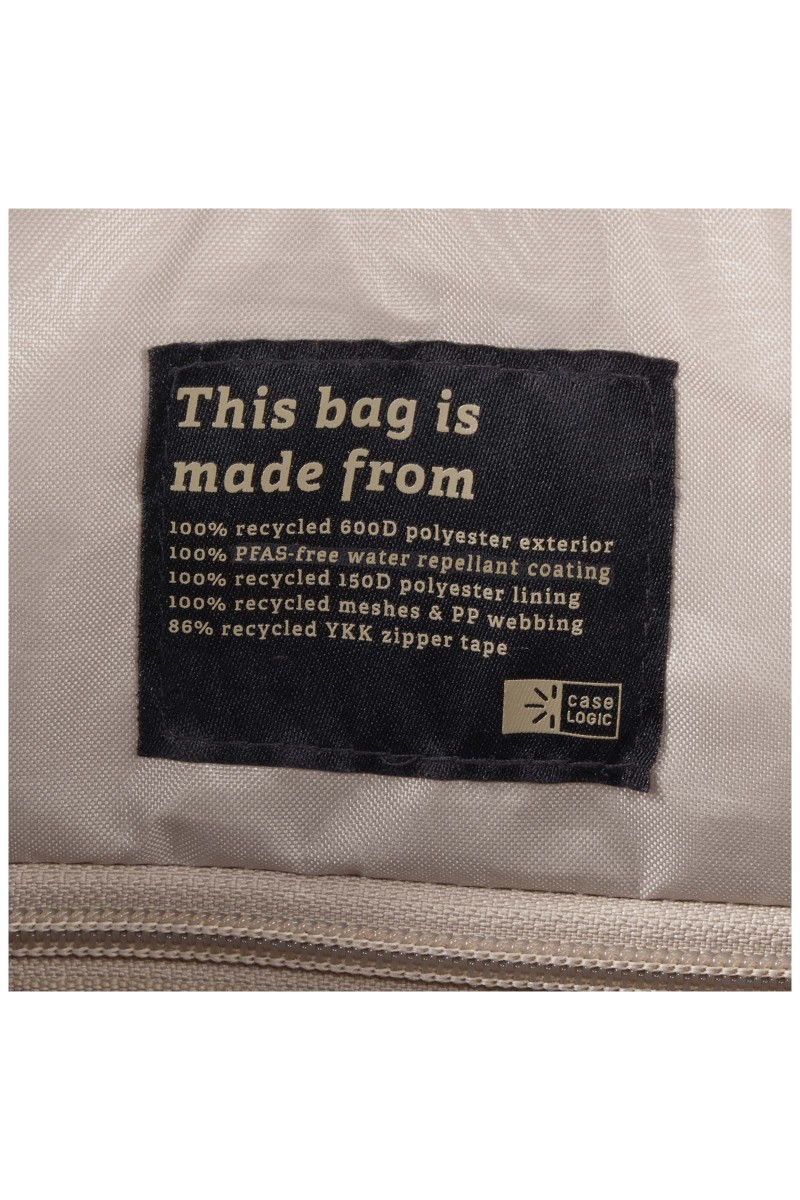 This bag is
made from
100% recycled 600D polyester exterior
100% PFAS-free water repellant coating
100% recycled 150D polyester lining
100% recycled meshes & PP webbing
86% recycled YKK zipper tape
case
LOGIC